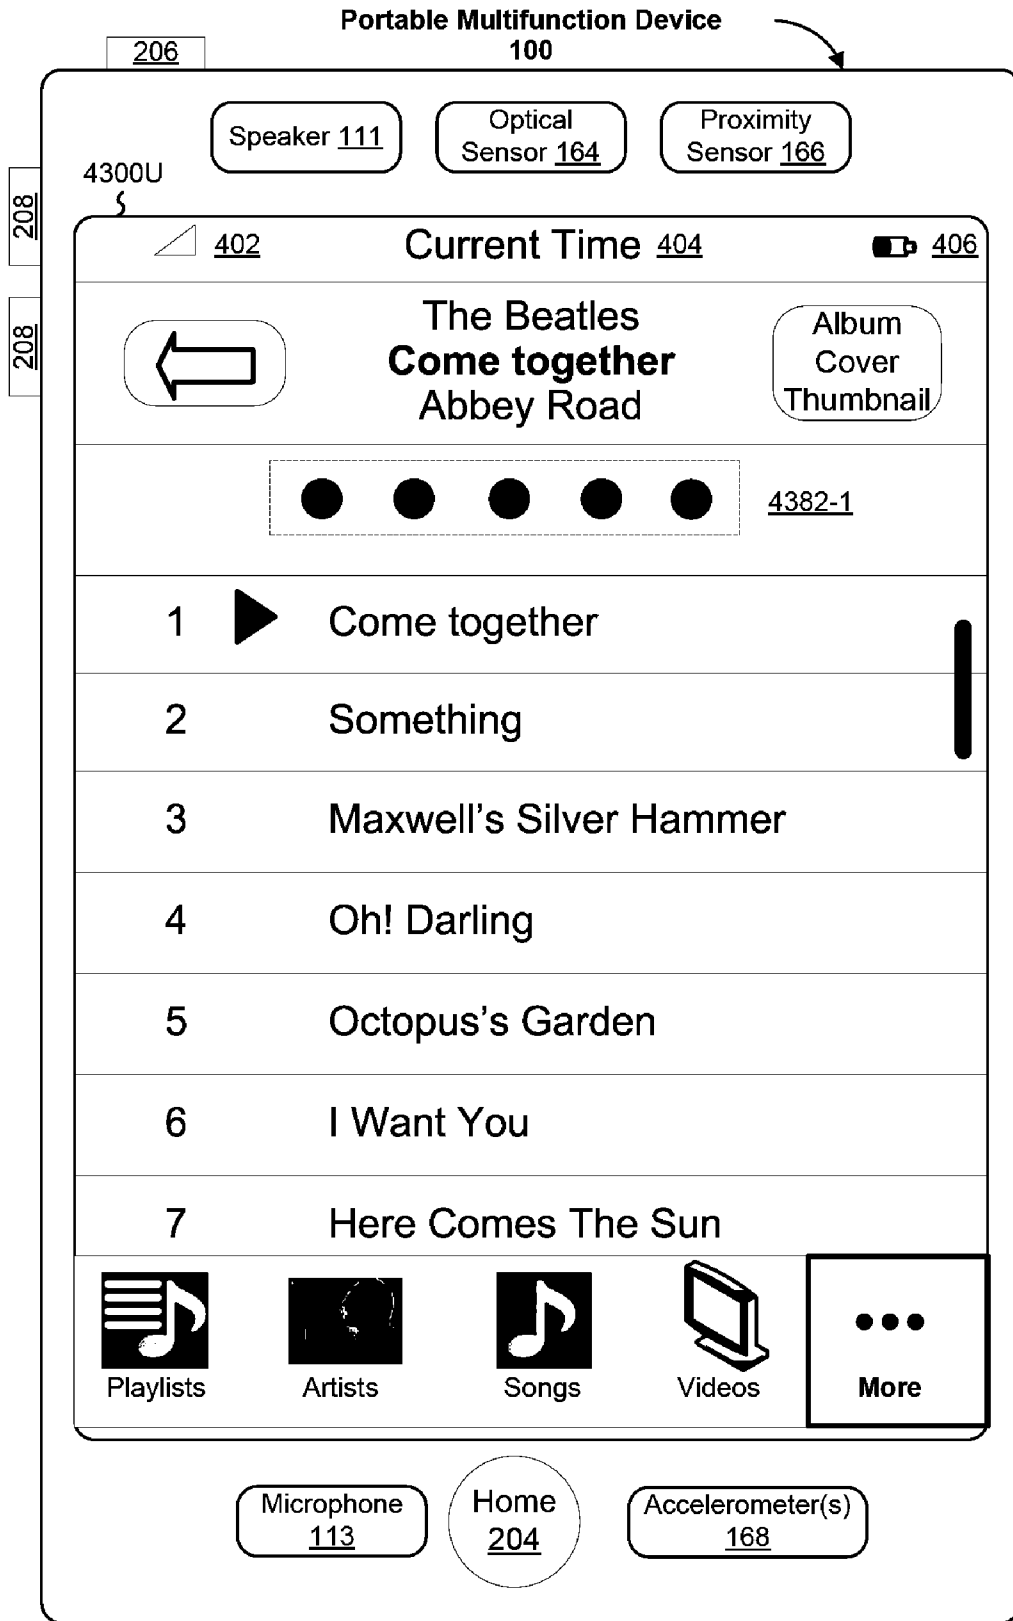 Portable Multifunction Device
100
206
Speaker 111
Optical
Sensor 164
Proximity
Sensor 166
4300U
208
208
402
Current Time 404
406
The Beatles
Come together
Abbey Road
Album
Cover
Thumbnail
4382-1
1 Come together
2 Something
3 Maxwell's Silver Hammer
4 Oh! Darling
5 Octopus's Garden
6 I Want You
7 Here Comes The Sun
Playlists
Artists
Songs
Videos
More
Microphone
113
Home
204
Accelerometer(s)
168